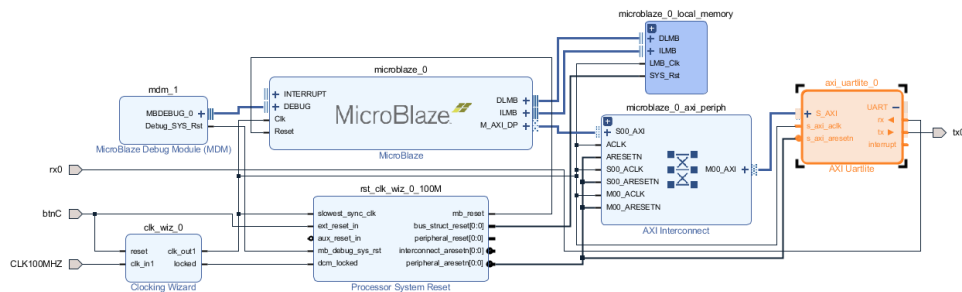 microblaze_0_local_memory
DLMB
ILMB
LMB_Clk
SYS_Rst
microblaze_0
INTERRUPT
DEBUG
Clk
Reset
MicroBlaze
DLMB
ILMB
M_AXI_DP
MicroBlaze
mdm_1
MBDEBUG_0
Debug_SYS_Rst
MicroBlaze Debug Module (MDM)
microblaze_0_axi_periph
S00_AXI
ACLK
ARESETN
S00_ACLK
S00_ARESETN
M00_ACLK
M00_ARESETN
M00_AXI
AXI Interconnect
axi_uartlite_0
S_AXI
s_axi_aclk
s_axi_aresetn
UART
rx
tx
interrupt
AXI Uartlite
tx0
rx0
btnC
CLK100MHZ
rst_clk_wiz_0_100M
slowest_sync_clk
ext_reset_in
aux_reset_in
mb_debug_sys_rst
dcm_locked
mb_reset
bus_struct_reset[0:0]
peripheral_reset[0:0]
interconnect_aresetn[0:0]
peripheral_aresetn[0:0]
Processor System Reset
clk_wiz_0
reset
clk_in1
clk_out1
locked
Clocking Wizard